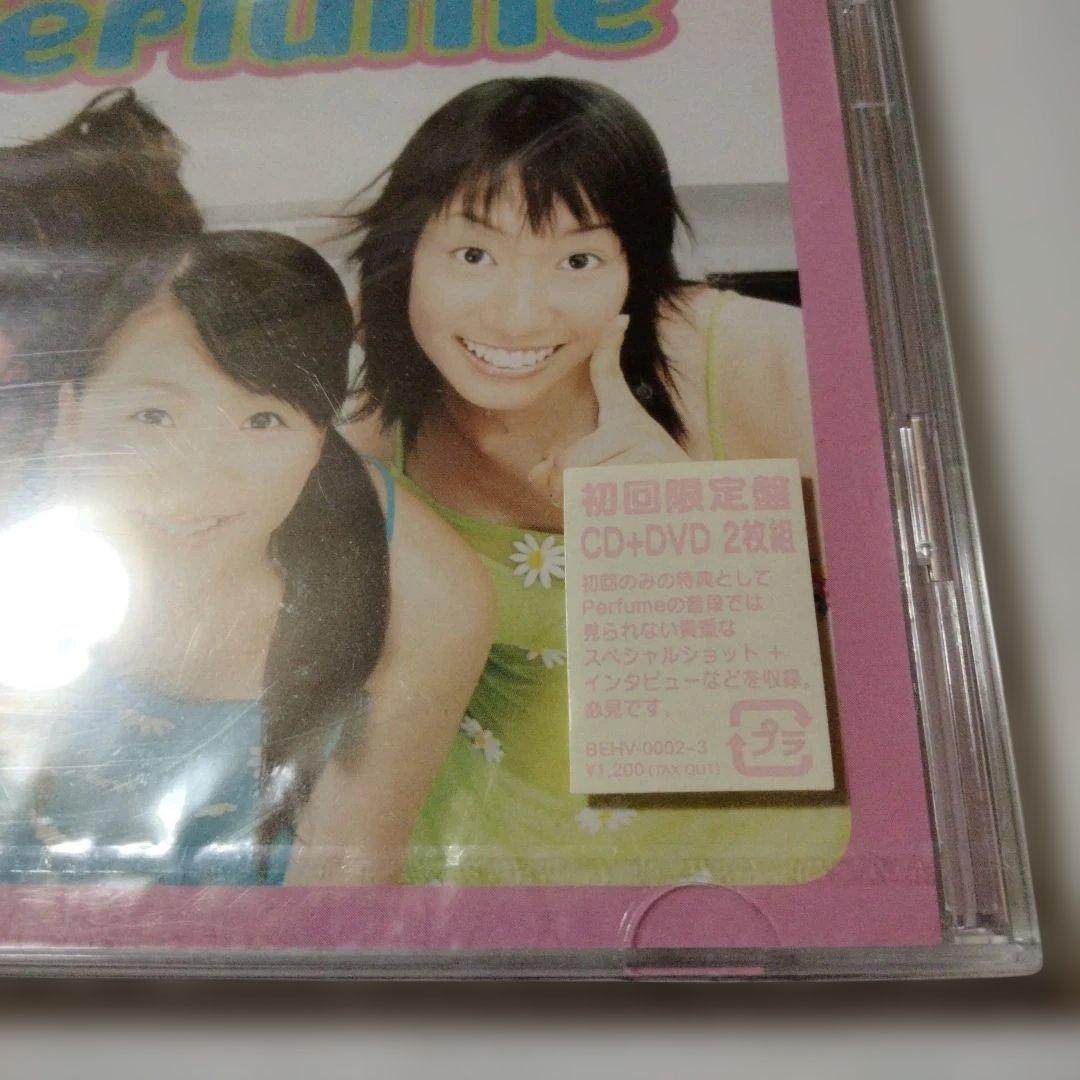 erfume
初回限定盤
CD+DVD 2枚組
初回のみの特典として
Perfumeの普段では
見られない貴重な
スペシャルショット +
インタビューなどを収録。
必見です。
プラ
BEHV-0002-3
¥1,200 (TAX OUT)